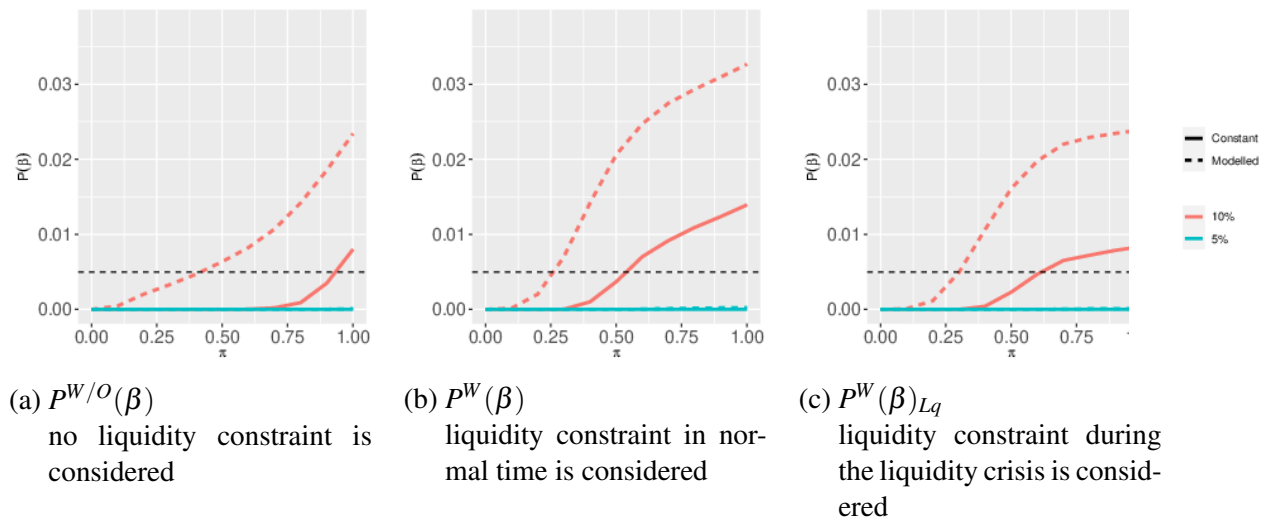 0.03
0.02
0.01
0.00
P(β)
0.00 0.25 0.50 0.75 1.00
π
0.03
0.02
0.01
0.00
P(β)
0.00 0.25 0.50 0.75 1.00
π
0.03
0.02
0.01
0.00
P(β)
0.00 0.25 0.50 0.75
π
Constant
Modelled
10%
5%
(a) P^{W/O}(β)
no liquidity constraint is
considered
(b) P^W(β)
liquidity constraint in nor-
mal time is considered
(c) P^W(β)_{Lq}
liquidity constraint during
the liquidity crisis is consid-
ered